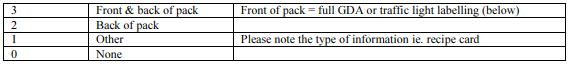 3 Front & back of pack Front of pack = full GDA or traffic light labelling (below)
2 Back of pack
1 Other Please note the type of information ie. recipe card
0 None